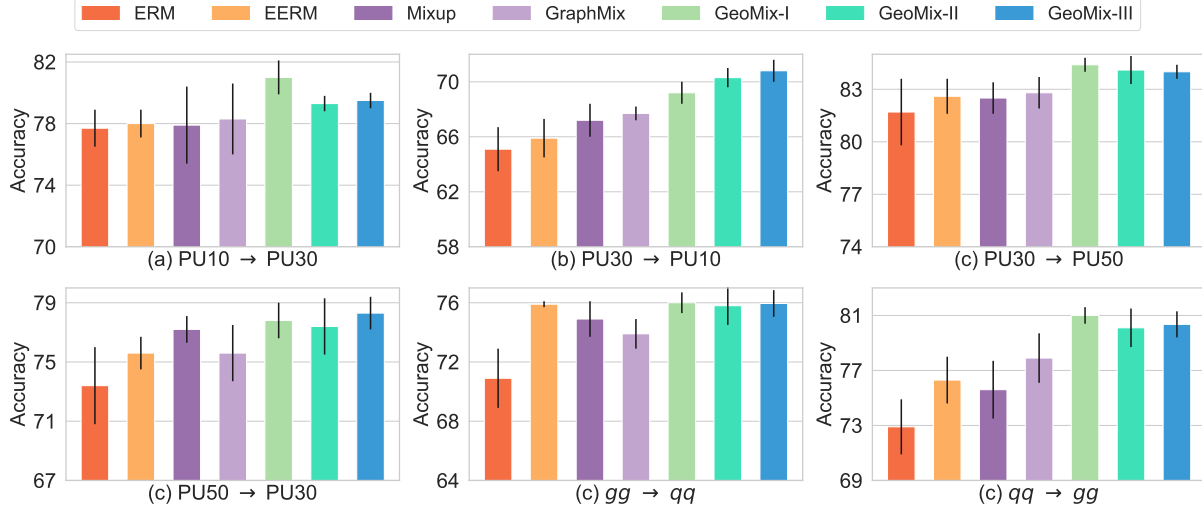 ERM EERM Mixup GraphMix GeoMix-I GeoMix-II GeoMix-III
Accuracy
82
78
74
70
(a) PU10 → PU30
Accuracy
70
66
62
58
(b) PU30 → PU10
Accuracy
83
80
77
74
(c) PU30 → PU50
Accuracy
79
75
71
67
(c) PU50 → PU30
Accuracy
76
72
68
64
(c) gg → qq
Accuracy
81
77
73
69
(c) qq → gg